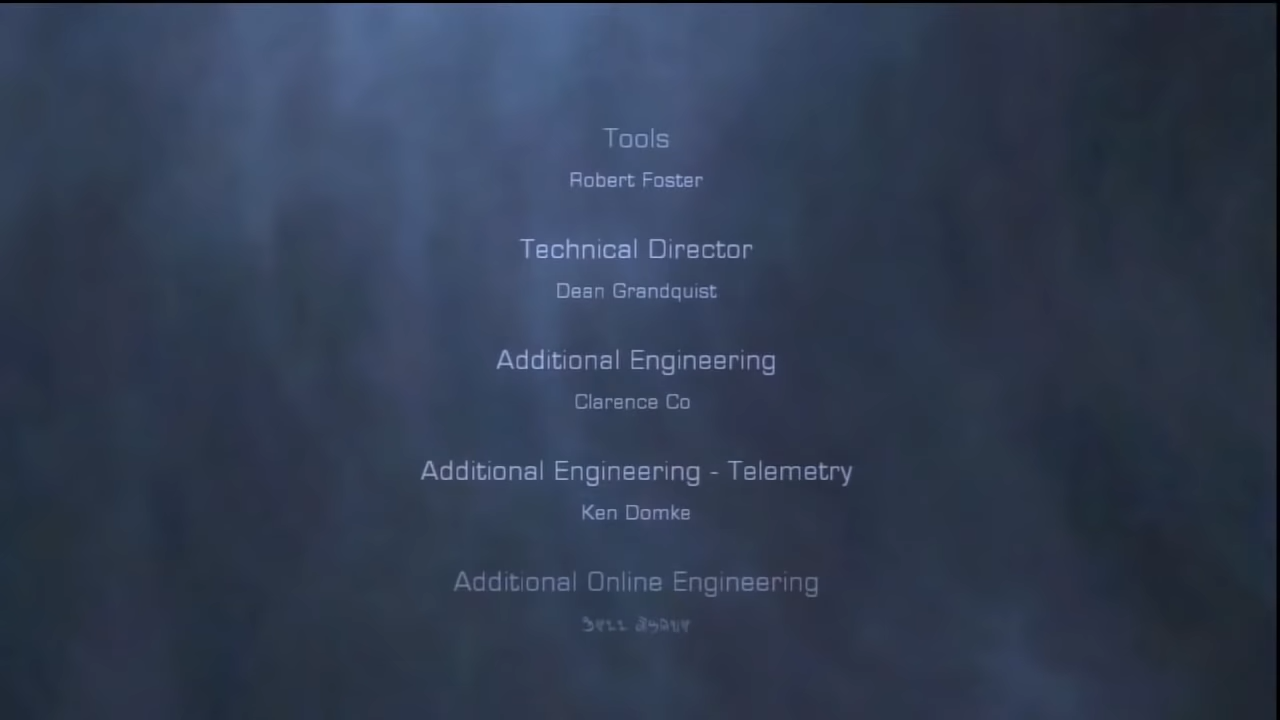 Tools
Robert Foster
Technical Director
Dean Grandquist
Additional Engineering
Clarence Co
Additional Engineering - Telemetry
Ken Domke
Additional Online Engineering